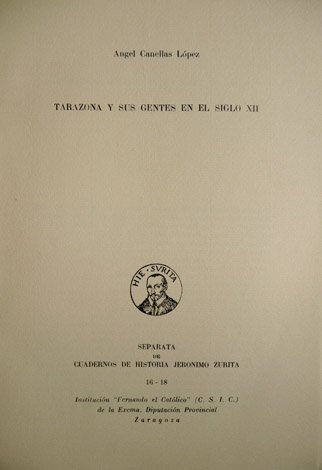 Angel Canellas López
TARAZONA Y SUS GENTES EN EL SIGLO XII
HIE · SVRITA
SEPARATA
DE
CUADERNOS DE HISTORIA JERONIMO ZURITA
16 - 18
Institución "Fernando el Católico" (C. S. I. C.)
de la Excma. Diputación Provincial
Zaragoza